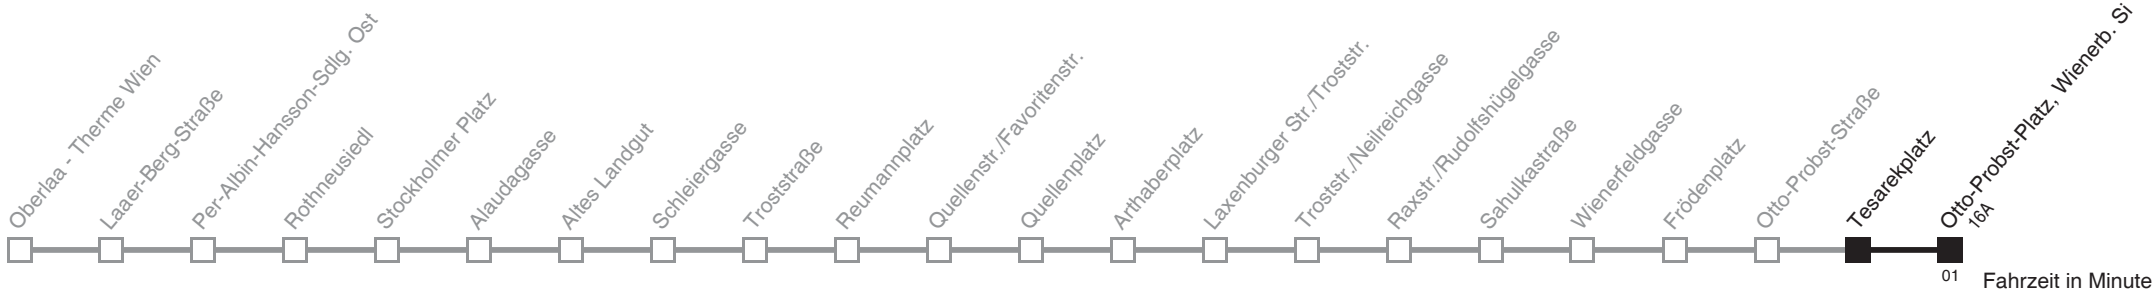 Oberlaa - Therme Wien
Laaer-Berg-Straße
Per-Albin-Hansson-Sdlg. Ost
Rothneusiedl
Stockholmer Platz
Alaudagasse
Altes Landgut
Schleiergasse
Troststraße
Reumannplatz
Quellenstr./Favoritenstr.
Quellenplatz
Arthaberplatz
Laxenburger Str./Troststr.
Troststr./Neilreichgasse
Raxstr./Rudolfshügelgasse
Sahulkastraße
Wienerfeldgasse
Frödenplatz
Otto-Probst-Straße
Tesarekplatz
Otto-Probst-Platz, Wienerb. Si
16A
01
Fahrzeit in Minute